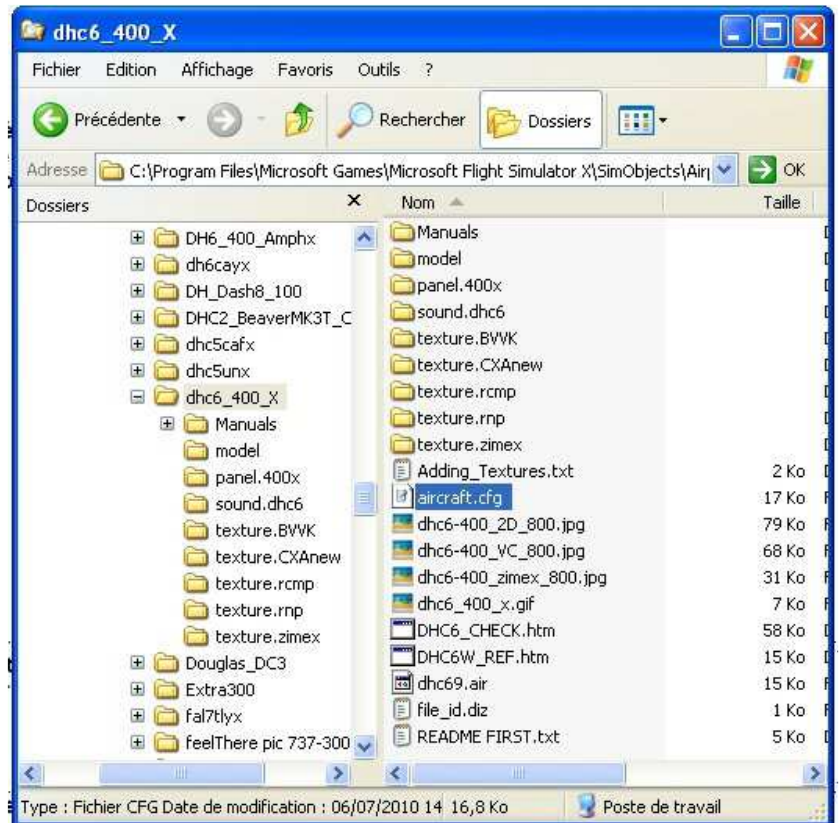 dhc6_400_X
Fichier Edition Affichage Favoris Outils ?
Précédente Rechercher Dossiers
Adresse C:\Program Files\Microsoft Games\Microsoft Flight Simulator X\SimObjects\Air OK
Dossiers X
DH6_400_Amphx
dh6cayx
DH_Dash8_100
DHC2_BeaverMK3T_C
dhc5cafx
dhc5unx
dhc6_400_X
Manuals
model
panel.400x
sound.dhc6
texture.BVVK
texture.CXAnew
texture.rcmp
texture.rnp
texture.zimex
Douglas_DC3
Extra300
fal7tlyx
feelThere pic 737-300
Nom Taille
Manuals
model
panel.400x
sound.dhc6
texture.BVVK
texture.CXAnew
texture.rcmp
texture.rnp
texture.zimex
Adding_Textures.txt 2 Ko
aircraft.cfg 17 Ko
dhc6-400_2D_800.jpg 79 Ko
dhc6-400_VC_800.jpg 68 Ko
dhc6-400_zimex_800.jpg 31 Ko
dhc6_400_x.gif 7 Ko
DHC6_CHECK.htm 58 Ko
DHC6W_REF.htm 15 Ko
dhc69.air 15 Ko
file_id.diz 1 Ko
README FIRST.txt 5 Ko
Type : Fichier CFG Date de modification : 06/07/2010 14 16,8 Ko Poste de travail